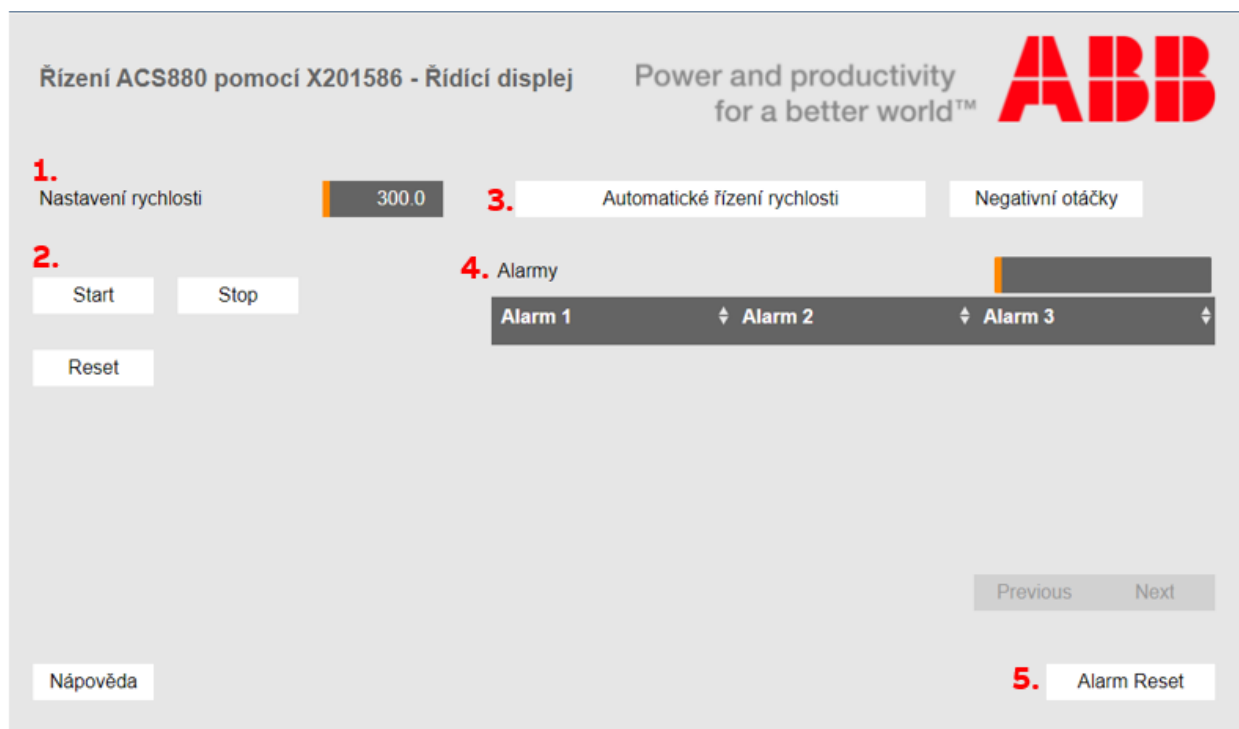 Řízení ACS880 pomocí X201586 - Řídící displej
Power and productivity
for a better world™
ABB
1.
Nastavení rychlosti
300.0
3.
Automatické řízení rychlosti
Negativní otáčky
2.
Start
Stop
4. Alarmy
Alarm 1
Alarm 2
Alarm 3
Reset
Previous
Next
Nápověda
5.
Alarm Reset